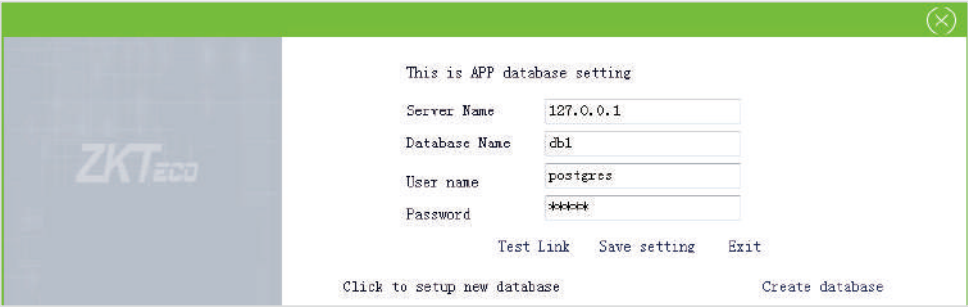 ZKTeco
This is APP database setting
Server Name 127.0.0.1
Database Name db1
User name postgres
Password *****
Test Link Save setting Exit
Click to setup new database Create database